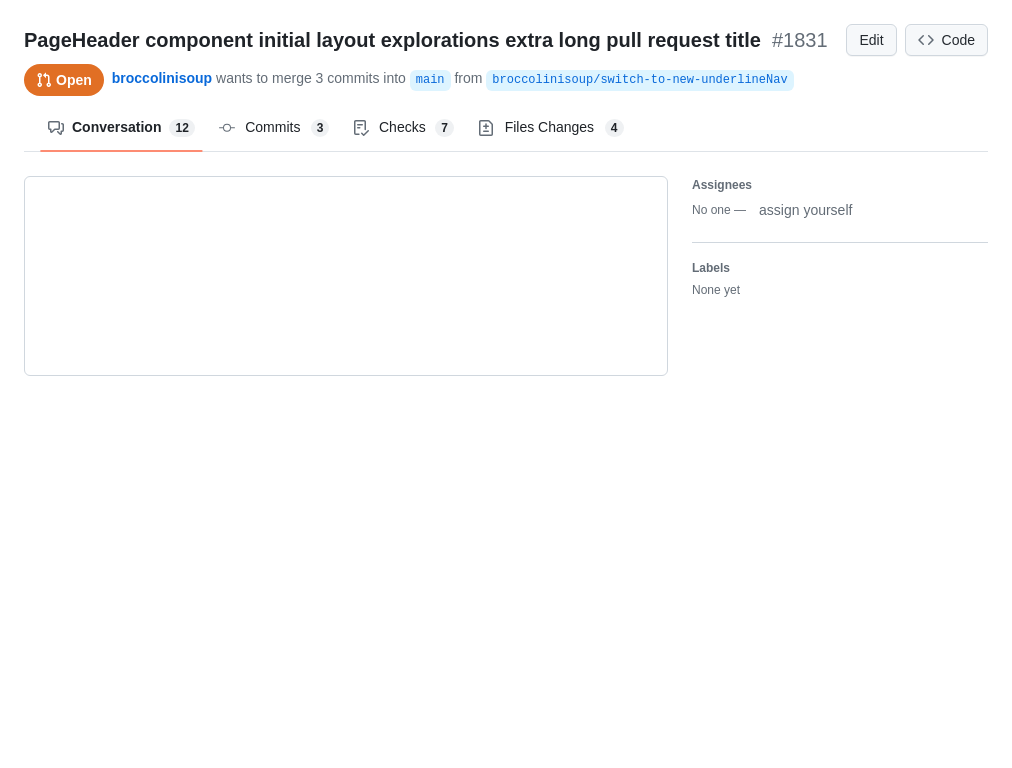 PageHeader component initial layout explorations extra long pull request title #1831 Edit Code
Open broccolinisoup wants to merge 3 commits into main from broccolinisoup/switch-to-new-underlineNav
Conversation 12 Commits 3 Checks 7 Files Changes 4
Assignees
No one — assign yourself
Labels
None yet